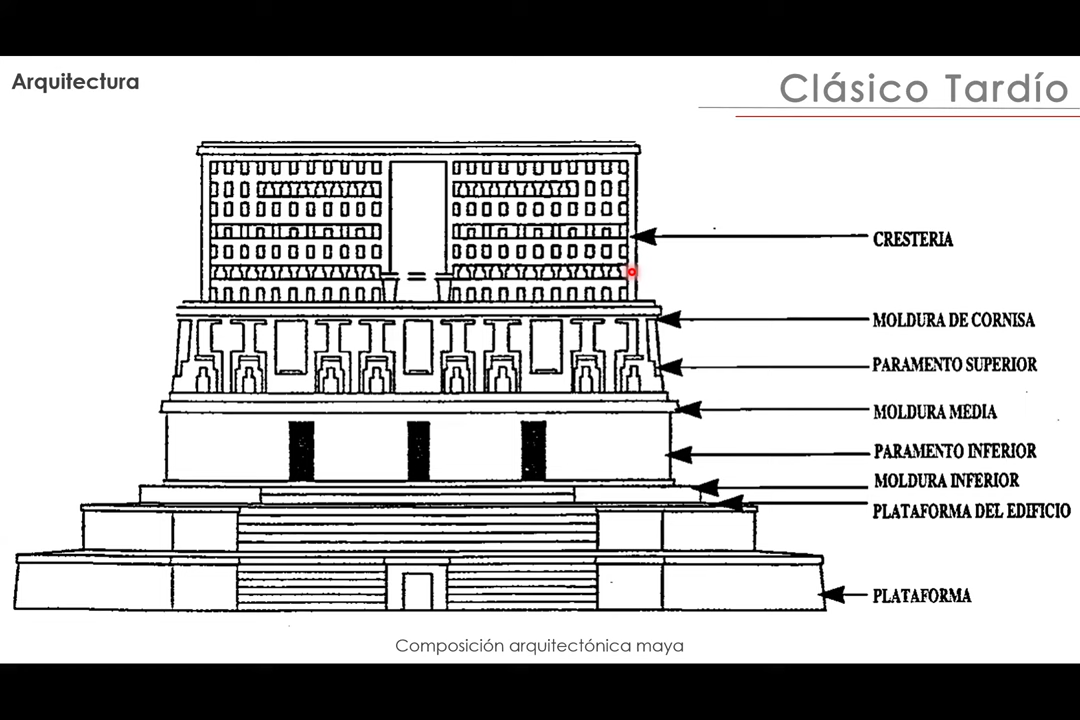 Arquitectura
Clásico Tardío
CRESTERIA
MOLDURA DE CORNISA
PARAMENTO SUPERIOR
MOLDURA MEDIA
PARAMENTO INFERIOR
MOLDURA INFERIOR
PLATAFORMA DEL EDIFICIO
PLATAFORMA
Composición arquitectónica maya